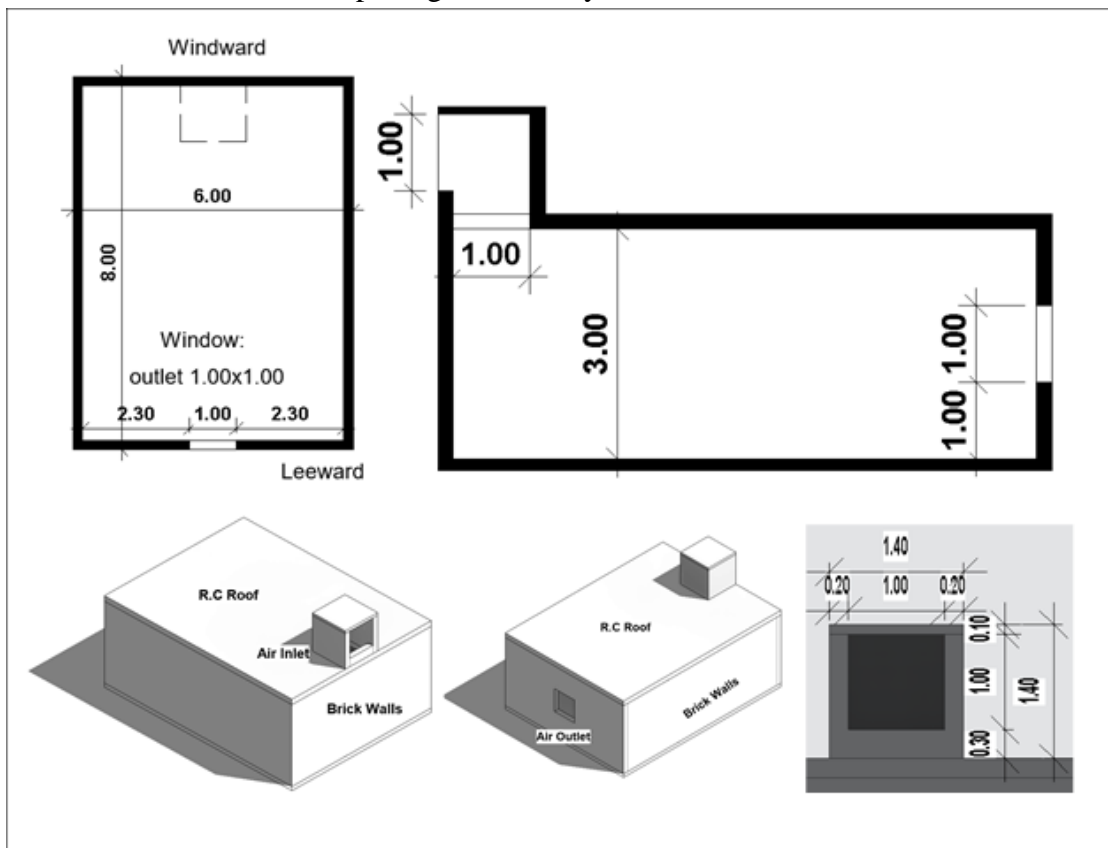 Windward
6.00
8.00
Window:
outlet 1.00x1.00
2.30 1.00 2.30
Leeward
1.00
1.00
3.00
1.00
1.00
R.C Roof
Air Inlet
Brick Walls
R.C Roof
Brick Walls
Air Outlet
1.40
0.20 1.00 0.20
0.10
1.00
1.40
0.30